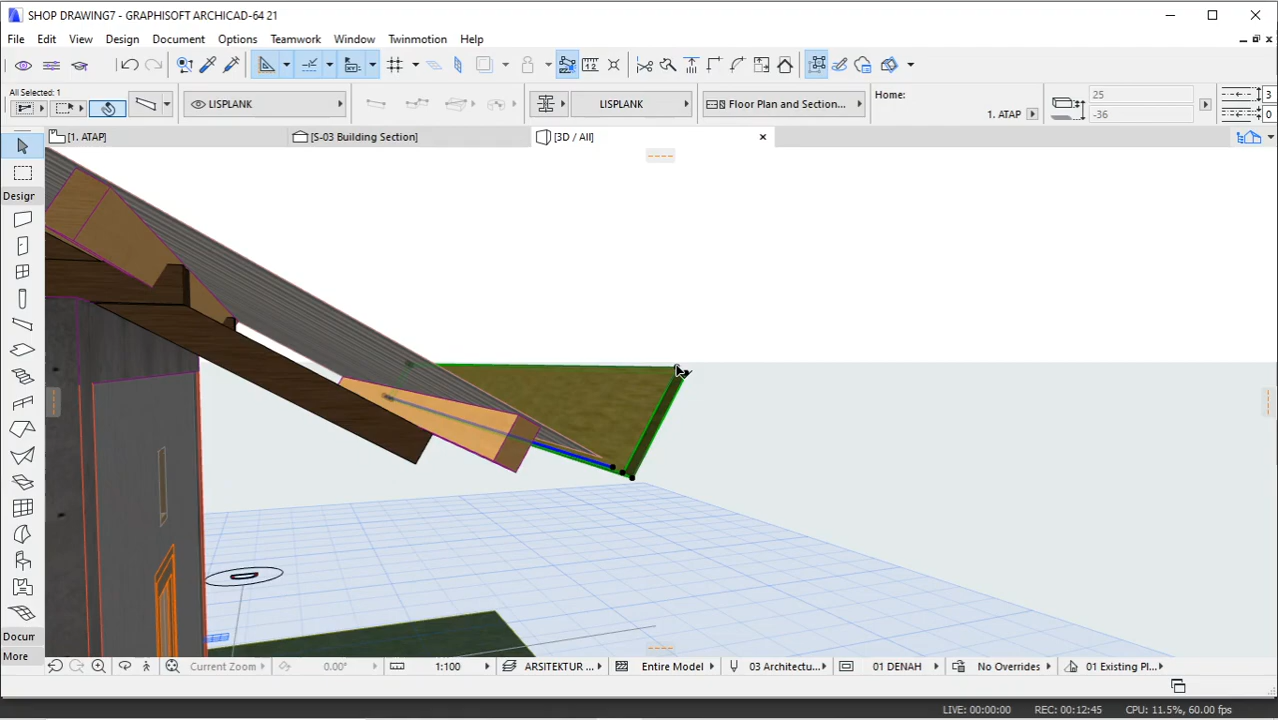 SHOP DRAWING7 - GRAPHISOFT ARCHICAD-64 21
File Edit View Design Document Options Teamwork Window Twinmotion Help
All Selected: 1
LISPLANK
LISPLANK
Floor Plan and Section...
Home:
1. ATAP
25
-36
3
0
[1. ATAP]
[S-03 Building Section]
[3D / All]
Design
Docum
More
Current Zoom
0.00°
1:100
ARSITEKTUR ...
Entire Model
03 Architectu...
01 DENAH
No Overrides
01 Existing Pl...
LIVE: 00:00:00
REC: 00:12:45
CPU: 11.5%, 60.00 fps